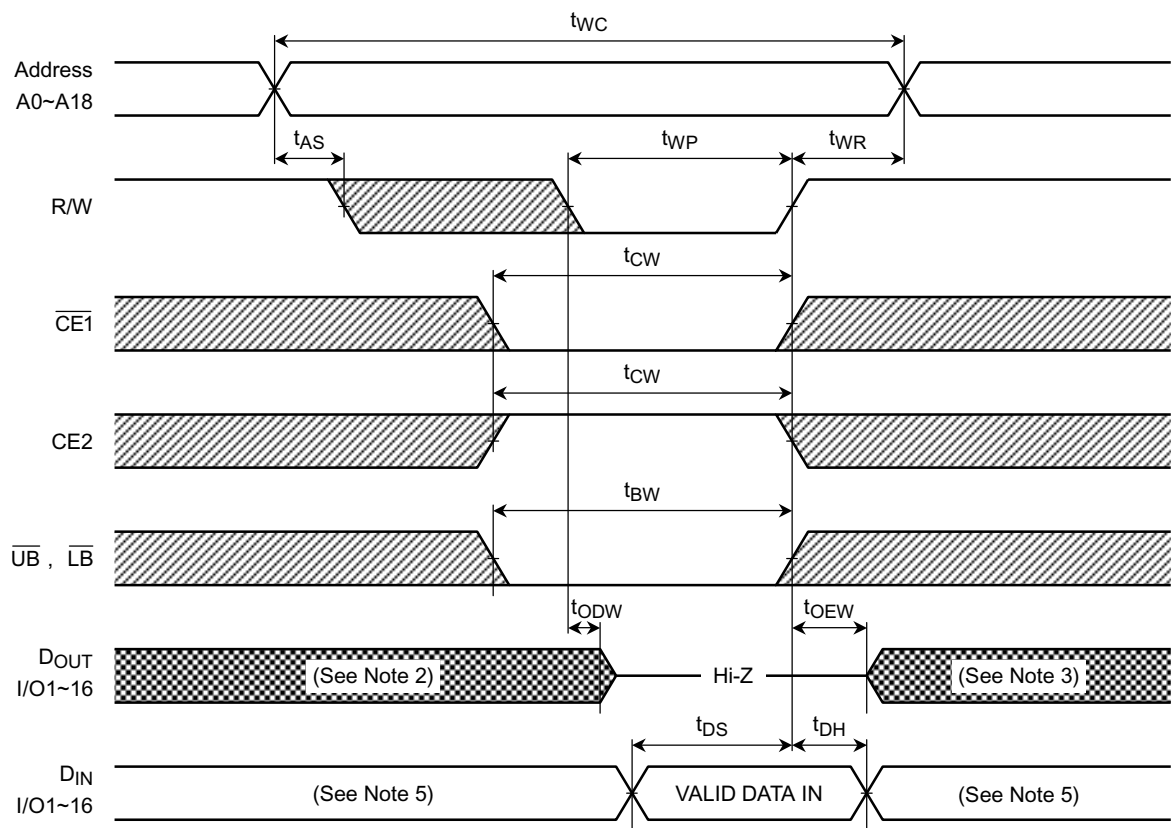 tWC
Address
A0~A18
tAS
tWP
tWR
R/W
tCW
CE1
tCW
CE2
tBW
UB , LB
tODW
tOEW
DOUT
I/O1~16
(See Note 2)
Hi-Z
(See Note 3)
tDS
tDH
DIN
I/O1~16
(See Note 5)
VALID DATA IN
(See Note 5)